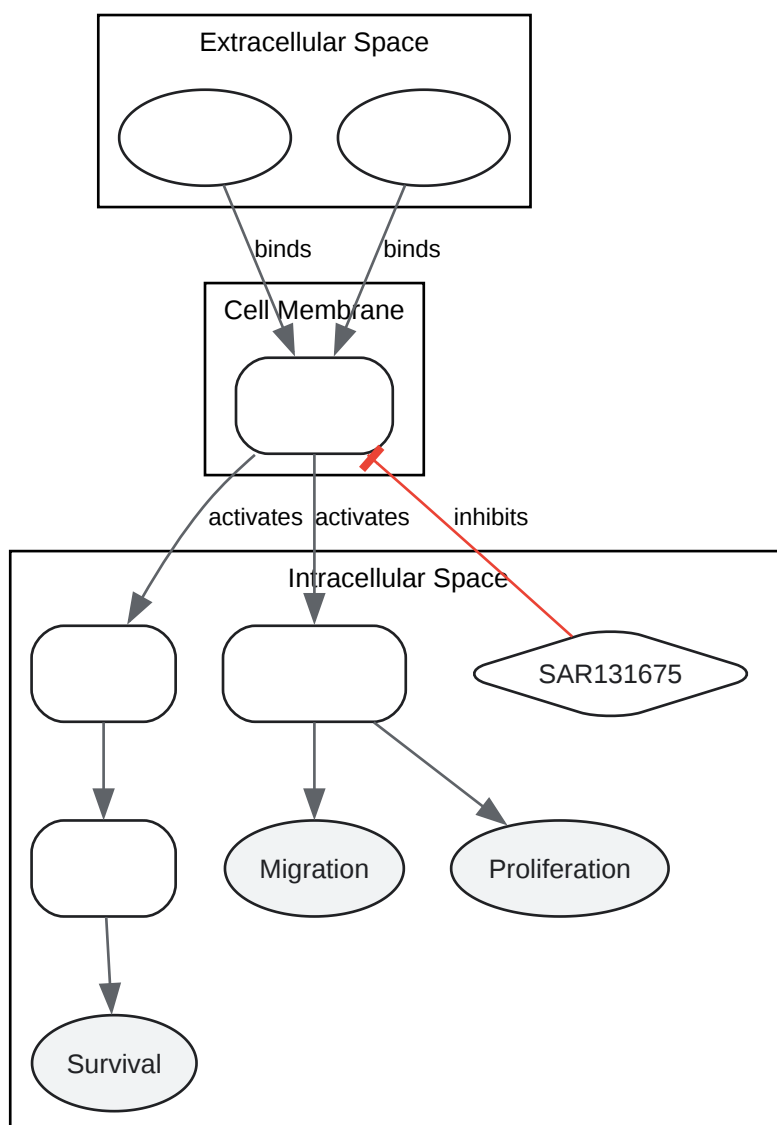 Extracellular Space
binds
binds
Cell Membrane
activates
activates
inhibits
Intracellular Space
SAR131675
Migration
Proliferation
Survival